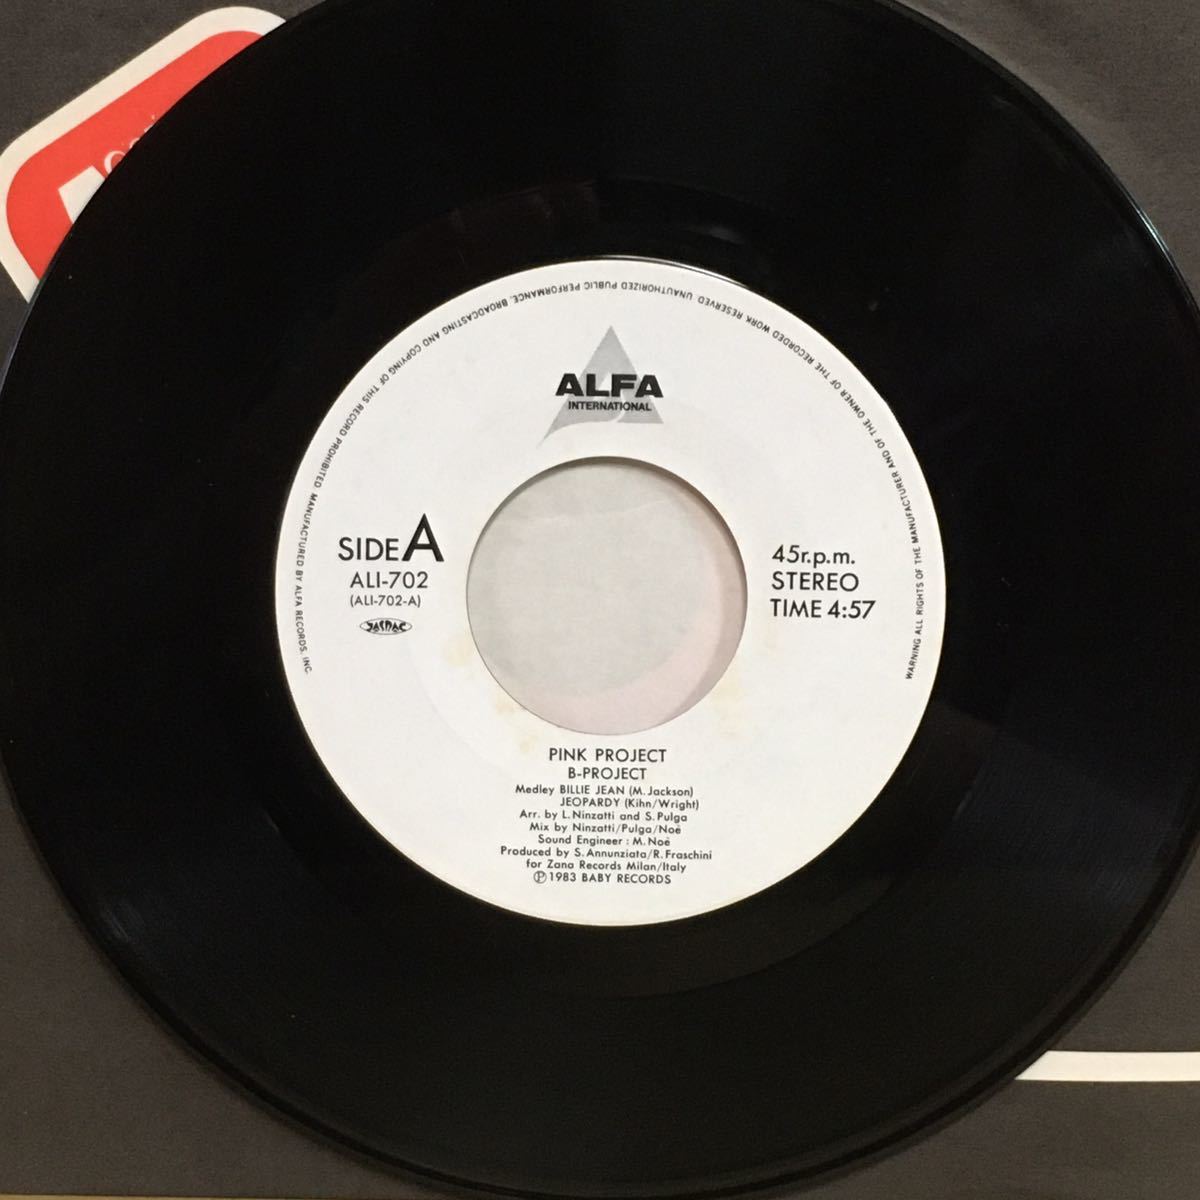 MANUFACTURED BY ALFA RECORDS, INC. WARNING ALL RIGHTS OF THE MANUFACTURER AND OF THE OWNER OF THE RECORDED WORK RESERVED. UNAUTHORIZED PUBLIC PERFORMANCE, BROADCASTING AND COPYING OF THIS RECORD PROHIBITED.
ALFA
INTERNATIONAL
SIDE A
ALI-702
(ALI-702-A)
JASRAC
45r.p.m.
STEREO
TIME 4:57
PINK PROJECT
B-PROJECT
Medley BILLIE JEAN (M. Jackson)
JEOPARDY (Kihn/Wright)
Arr. by L. Ninzatti and S. Pulga
Mix by Ninzatti/Pulga/Noè
Sound Engineer : M. Noè
Produced by S. Annunziata/R. Fraschini
for Zana Records Milan/Italy
℗ 1983 BABY RECORDS